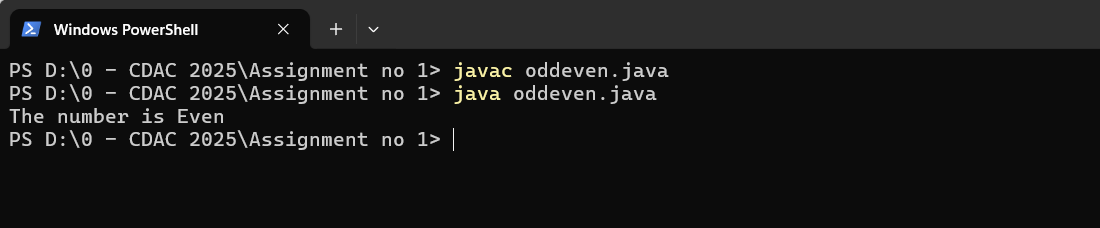 Windows PowerShell
PS D:\0 - CDAC 2025\Assignment no 1> javac oddeven.java
PS D:\0 - CDAC 2025\Assignment no 1> java oddeven.java
The number is Even
PS D:\0 - CDAC 2025\Assignment no 1>